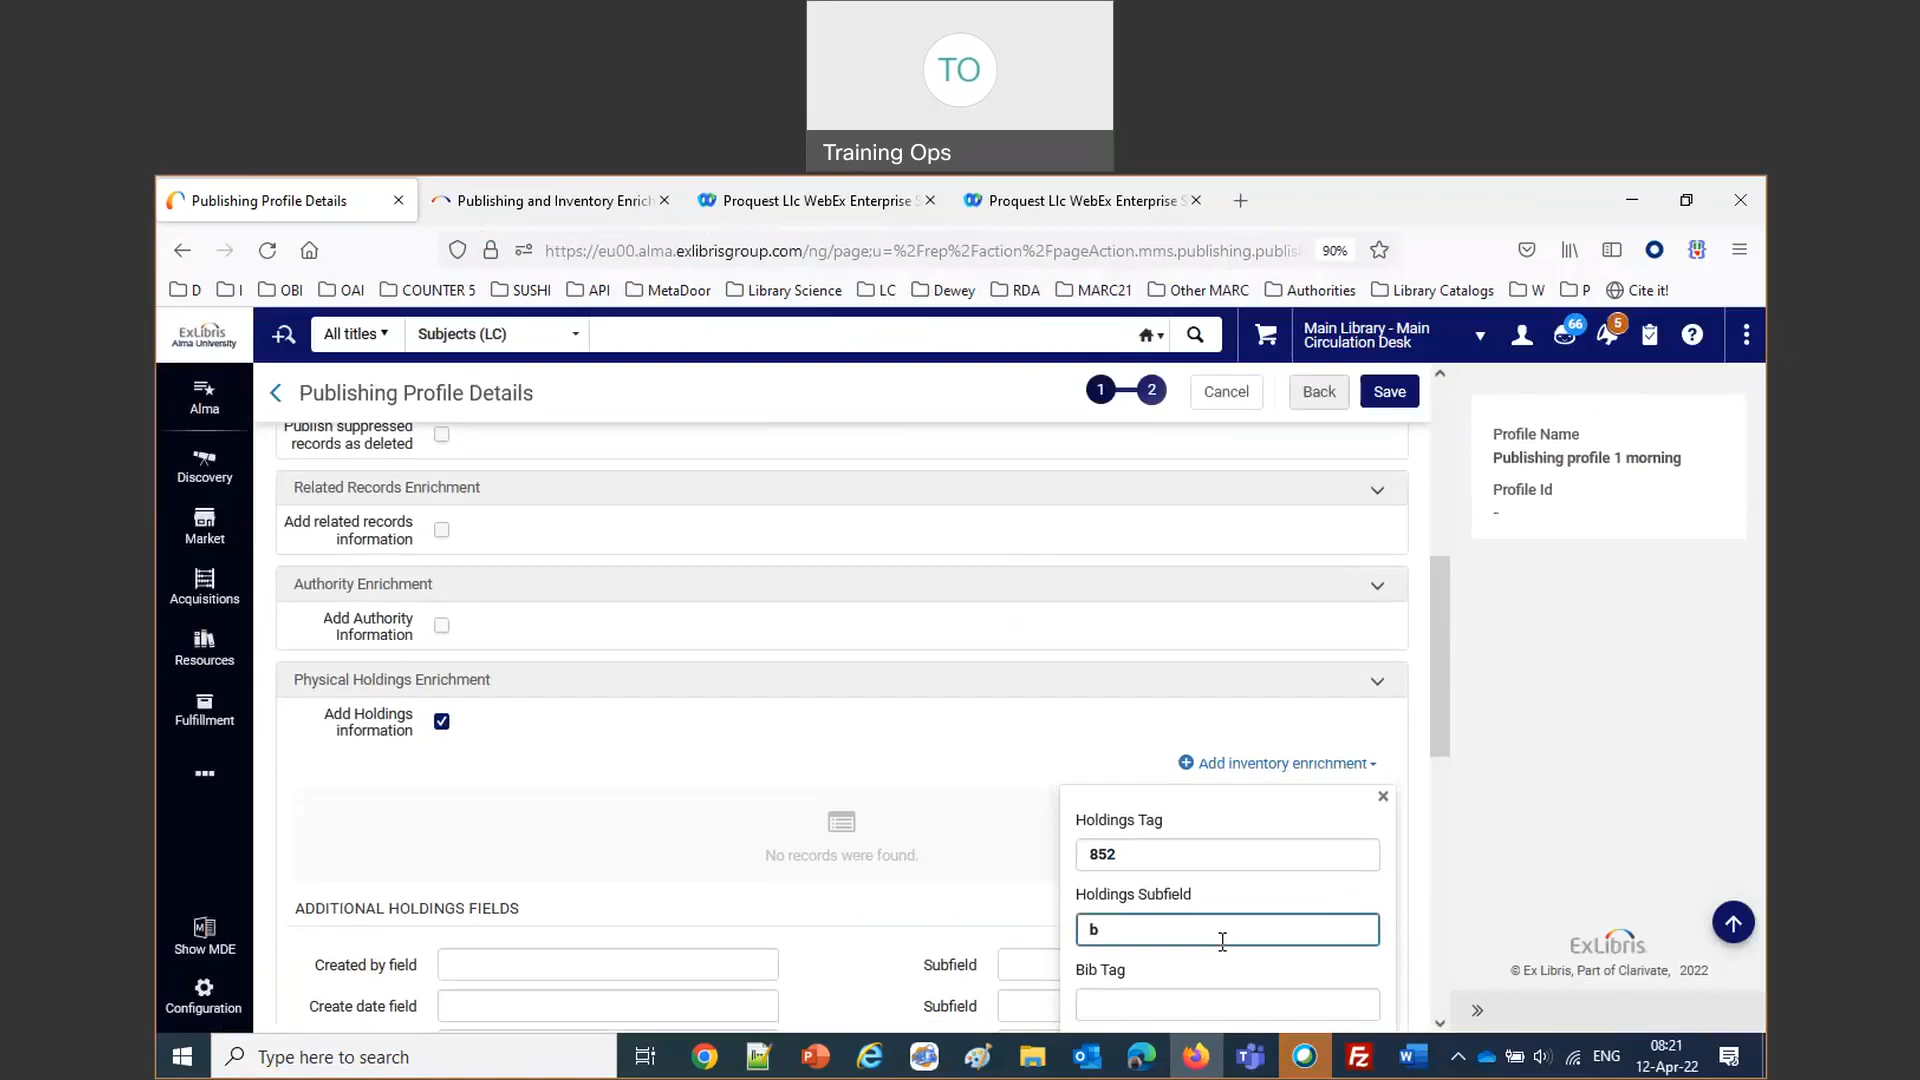 TO
Training Ops
Publishing Profile Details
Publishing and Inventory Enrich
Proquest Llc WebEx Enterprise S
Proquest Llc WebEx Enterprise S
https://eu00.alma.exlibrisgroup.com/ng/page;u=%2Frep%2Faction%2FpageAction.mms.publishing.publis
90%
D
I
OBI
OAI
COUNTER 5
SUSHI
API
MetaDoor
Library Science
LC
Dewey
RDA
MARC21
Other MARC
Authorities
Library Catalogs
W
P
Cite it!
ExLibris
Alma University
All titles
Subjects (LC)
Main Library - Main
Circulation Desk
66
5
Alma
Discovery
Market
Acquisitions
Resources
Fulfillment
Show MDE
Configuration
Publishing Profile Details
1
2
Cancel
Back
Save
Publish suppressed
records as deleted
Related Records Enrichment
Add related records
information
Authority Enrichment
Add Authority
Information
Physical Holdings Enrichment
Add Holdings
information
Add inventory enrichment
No records were found.
Holdings Tag
852
Holdings Subfield
b
Bib Tag
ADDITIONAL HOLDINGS FIELDS
Created by field
Subfield
Create date field
Subfield
Profile Name
Publishing profile 1 morning
Profile Id
-
ExLibris
© Ex Libris, Part of Clarivate, 2022
Type here to search
ENG
08:21
12-Apr-22